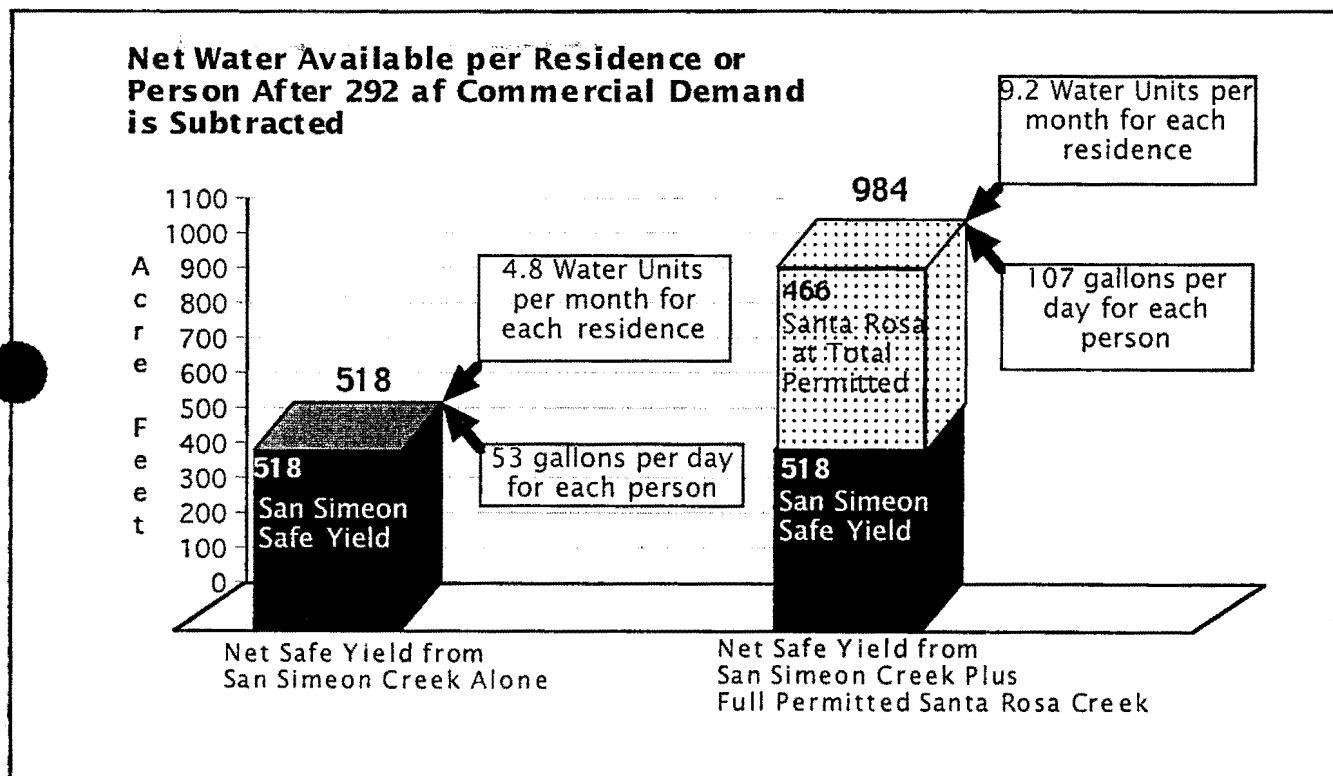 Net Water Available per Residence or
Person After 292 af Commercial Demand
is Subtracted
9.2 Water Units per
month for each
residence
984
1100
1000
900
800
700
600
500
400
300
200
100
0
Acre Feet
4.8 Water Units
per month for
each residence
518
53 gallons per day
for each person
518
San Simeon
Safe Yield
466
Santa Rosa
at Total
Permitted
107 gallons per
day for each
person
518
San Simeon
Safe Yield
Net Safe Yield from
San Simeon Creek Alone
Net Safe Yield from
San Simeon Creek Plus
Full Permitted Santa Rosa Creek